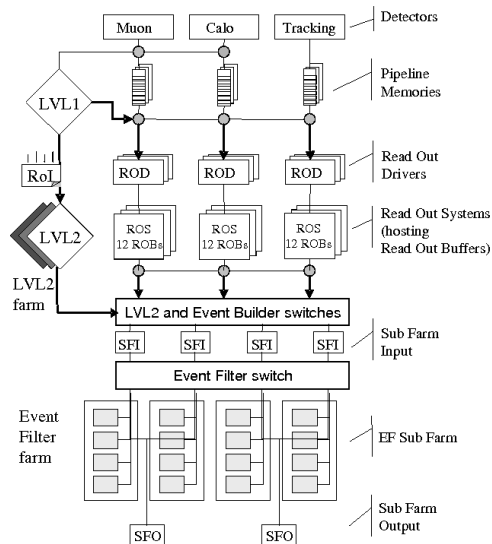 Muon
Calo
Tracking
Detectors
LVL1
Pipeline
Memories
RoI
ROD
ROD
ROD
Read Out
Drivers
LVL2
ROS
12 ROBs
ROS
12 ROBs
ROS
12 ROBs
Read Out Systems
(hosting
Read Out Buffers)
LVL2
farm
LVL2 and Event Builder switches
SFI
SFI
SFI
SFI
Sub Farm
Input
Event Filter switch
Event
Filter
farm
EF Sub Farm
SFO
SFO
Sub Farm
Output